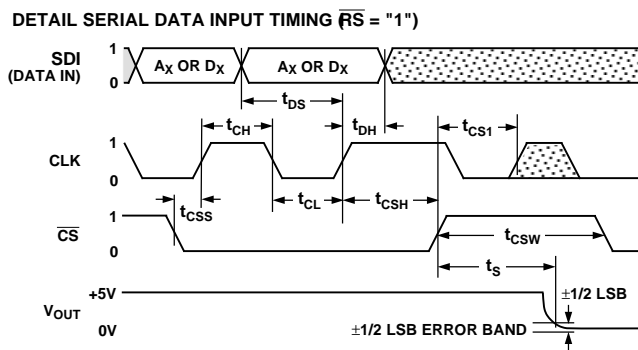 DETAIL SERIAL DATA INPUT TIMING (RS = "1")
SDI
(DATA IN)
1
0
AX OR DX
AX OR DX
tDS
tDH
tCH
tCS1
CLK
1
0
tCSS
tCL
tCSH
CS
1
0
tCSW
tS
VOUT
+5V
0V
±1/2 LSB
±1/2 LSB ERROR BAND